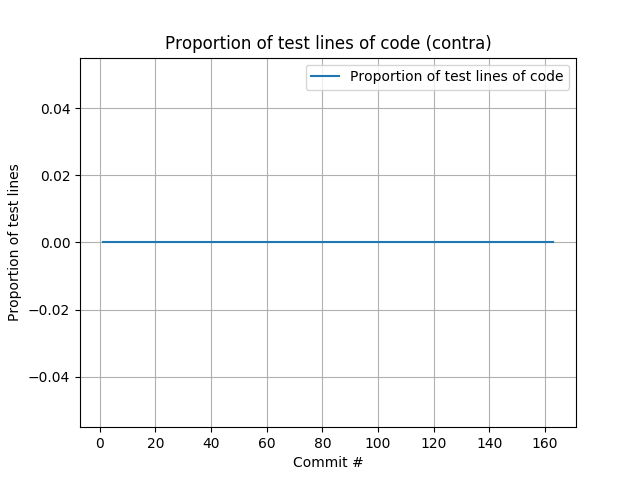 Proportion of test lines of code (contra)
Proportion of test lines of code
Proportion of test lines
0.04
0.02
0.00
−0.02
−0.04
0 20 40 60 80 100 120 140 160
Commit #